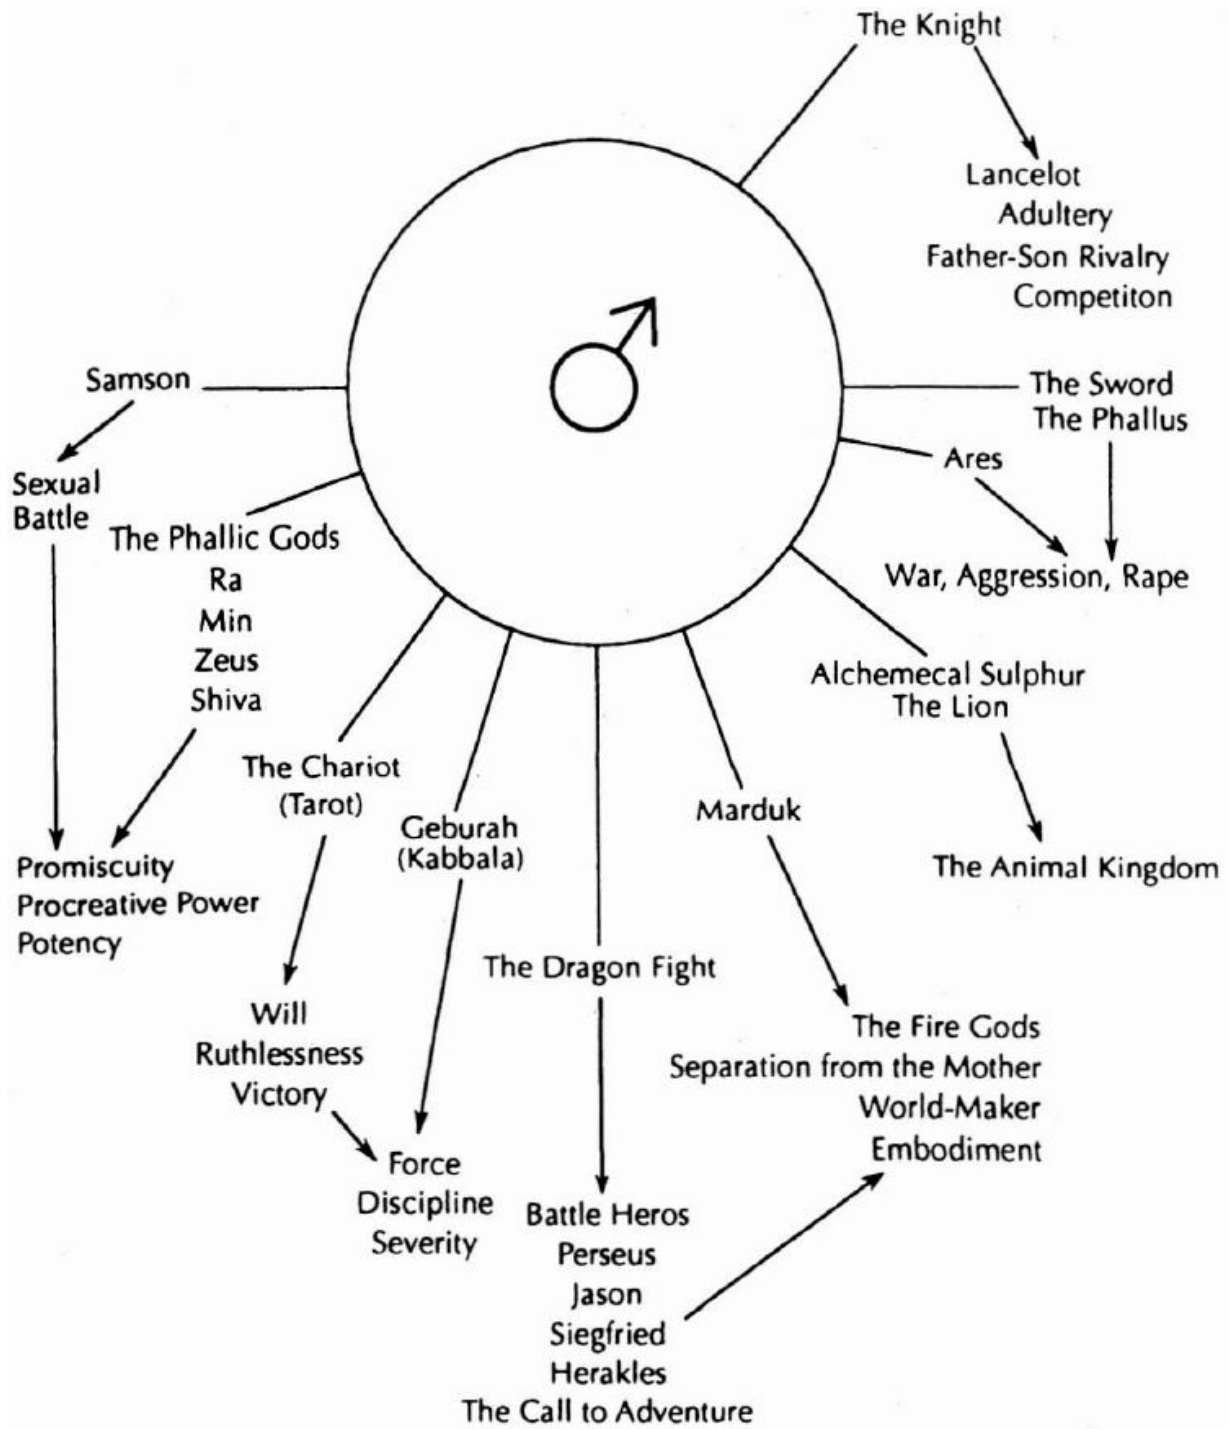 The Knight
Lancelot
Adultery
Father-Son Rivalry
Competiton
Samson
The Sword
The Phallus
Ares
Sexual
Battle
The Phallic Gods
Ra
Min
Zeus
Shiva
War, Aggression, Rape
Alchemecal Sulphur
The Lion
The Chariot
(Tarot)
Geburah
(Kabbala)
Marduk
The Animal Kingdom
Promiscuity
Procreative Power
Potency
The Dragon Fight
Will
Ruthlessness
Victory
The Fire Gods
Separation from the Mother
World-Maker
Embodiment
Force
Discipline
Severity
Battle Heros
Perseus
Jason
Siegfried
Herakles
The Call to Adventure